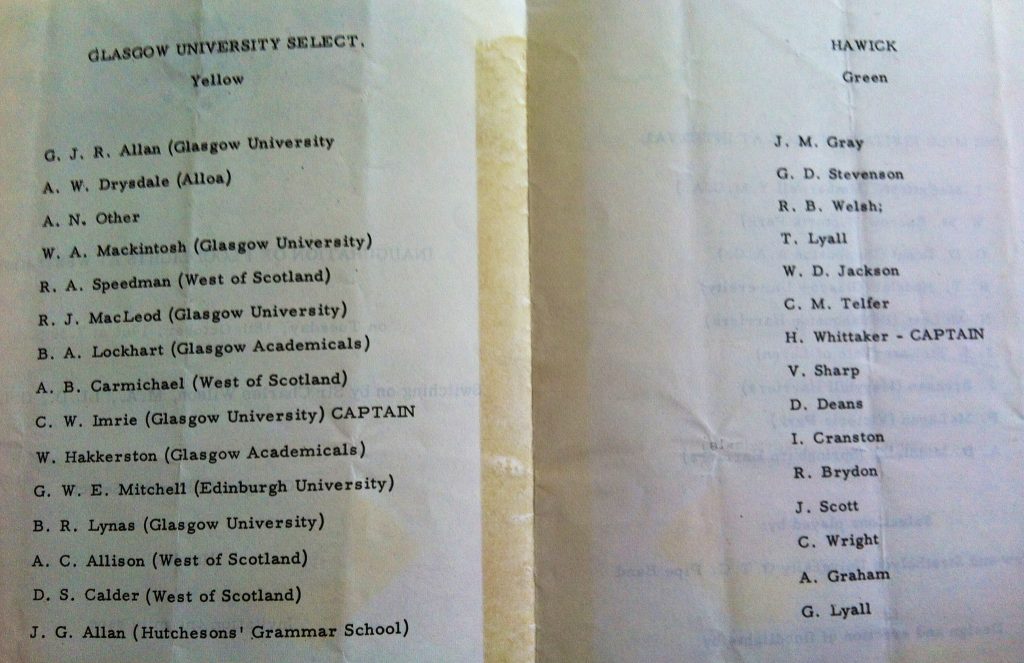 GLASGOW UNIVERSITY SELECT.
Yellow
G. J. R. Allan (Glasgow University
A. W. Drysdale (Alloa)
A. N. Other
W. A. Mackintosh (Glasgow University)
R. A. Speedman (West of Scotland)
R. J. MacLeod (Glasgow University)
B. A. Lockhart (Glasgow Academicals)
A. B. Carmichael (West of Scotland)
C. W. Imrie (Glasgow University) CAPTAIN
W. Hakkerston (Glasgow Academicals)
G. W. E. Mitchell (Edinburgh University)
B. R. Lynas (Glasgow University)
A. C. Allison (West of Scotland)
D. S. Calder (West of Scotland)
J. G. Allan (Hutchesons' Grammar School)
HAWICK
Green
J. M. Gray
G. D. Stevenson
R. B. Welsh;
T. Lyall
W. D. Jackson
C. M. Telfer
H. Whittaker - CAPTAIN
V. Sharp
D. Deans
I. Cranston
R. Brydon
J. Scott
C. Wright
A. Graham
G. Lyall